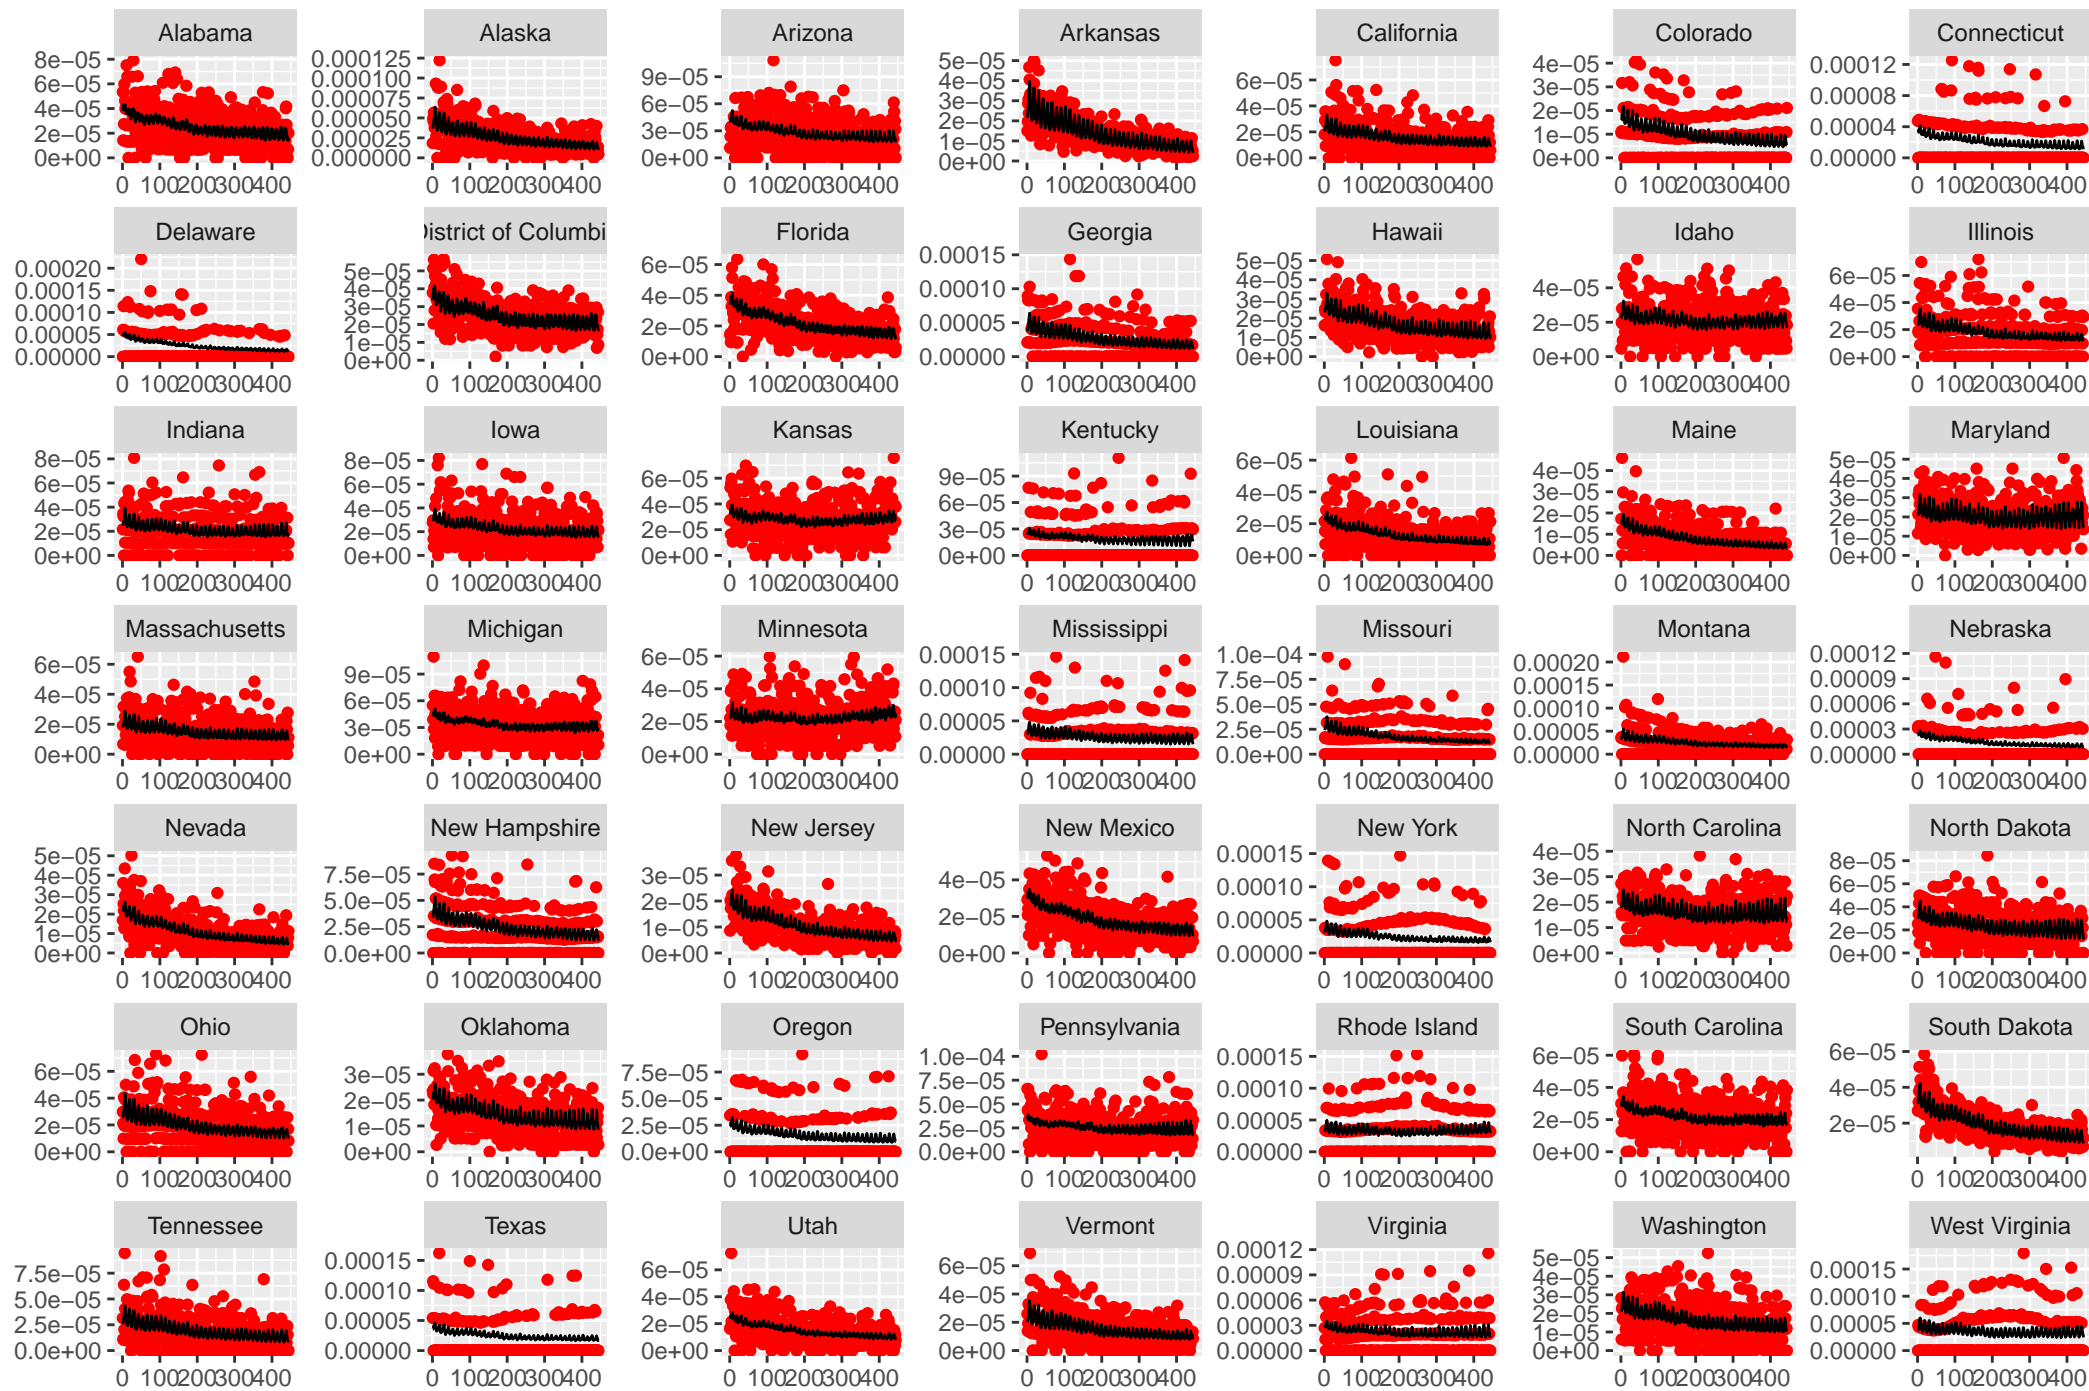 Alabama
8e−05
6e−05
4e−05
2e−05
0e+00
0 100200300400
Alaska
0.000125
0.000100
0.000075
0.000050
0.000025
0.000000
0 100200300400
Arizona
9e−05
6e−05
3e−05
0e+00
0 100200300400
Arkansas
5e−05
4e−05
3e−05
2e−05
1e−05
0e+00
0 100200300400
California
6e−05
4e−05
2e−05
0e+00
0 100200300400
Colorado
4e−05
3e−05
2e−05
1e−05
0e+00
0 100200300400
Connecticut
0.00012
0.00008
0.00004
0.00000
0 100200300400
Delaware
0.00020
0.00015
0.00010
0.00005
0.00000
0 100200300400
District of Columbi
5e−05
4e−05
3e−05
2e−05
1e−05
0e+00
0 100200300400
Florida
6e−05
4e−05
2e−05
0e+00
0 100200300400
Georgia
0.00015
0.00010
0.00005
0.00000
0 100200300400
Hawaii
5e−05
4e−05
3e−05
2e−05
1e−05
0e+00
0 100200300400
Idaho
4e−05
2e−05
0e+00
0 100200300400
Illinois
6e−05
4e−05
2e−05
0e+00
0 100200300400
Indiana
8e−05
6e−05
4e−05
2e−05
0e+00
0 100200300400
Iowa
8e−05
6e−05
4e−05
2e−05
0e+00
0 100200300400
Kansas
6e−05
4e−05
2e−05
0e+00
0 100200300400
Kentucky
9e−05
6e−05
3e−05
0e+00
0 100200300400
Louisiana
6e−05
4e−05
2e−05
0e+00
0 100200300400
Maine
4e−05
3e−05
2e−05
1e−05
0e+00
0 100200300400
Maryland
5e−05
4e−05
3e−05
2e−05
1e−05
0e+00
0 100200300400
Massachusetts
6e−05
4e−05
2e−05
0e+00
0 100200300400
Michigan
9e−05
6e−05
3e−05
0e+00
0 100200300400
Minnesota
6e−05
4e−05
2e−05
0e+00
0 100200300400
Mississippi
0.00015
0.00010
0.00005
0.00000
0 100200300400
Missouri
1.0e−04
7.5e−05
5.0e−05
2.5e−05
0.0e+00
0 100200300400
Montana
0.00020
0.00015
0.00010
0.00005
0.00000
0 100200300400
Nebraska
0.00012
0.00009
0.00006
0.00003
0.00000
0 100200300400
Nevada
5e−05
4e−05
3e−05
2e−05
1e−05
0e+00
0 100200300400
New Hampshire
7.5e−05
5.0e−05
2.5e−05
0.0e+00
0 100200300400
New Jersey
3e−05
2e−05
1e−05
0e+00
0 100200300400
New Mexico
4e−05
2e−05
0e+00
0 100200300400
New York
0.00015
0.00010
0.00005
0.00000
0 100200300400
North Carolina
4e−05
3e−05
2e−05
1e−05
0e+00
0 100200300400
North Dakota
8e−05
6e−05
4e−05
2e−05
0e+00
0 100200300400
Ohio
6e−05
4e−05
2e−05
0e+00
0 100200300400
Oklahoma
3e−05
2e−05
1e−05
0e+00
0 100200300400
Oregon
7.5e−05
5.0e−05
2.5e−05
0.0e+00
0 100200300400
Pennsylvania
1.0e−04
7.5e−05
5.0e−05
2.5e−05
0.0e+00
0 100200300400
Rhode Island
0.00015
0.00010
0.00005
0.00000
0 100200300400
South Carolina
6e−05
4e−05
2e−05
0e+00
0 100200300400
South Dakota
6e−05
4e−05
2e−05
0 100200300400
Tennessee
7.5e−05
5.0e−05
2.5e−05
0.0e+00
0 100200300400
Texas
0.00015
0.00010
0.00005
0.00000
0 100200300400
Utah
6e−05
4e−05
2e−05
0e+00
0 100200300400
Vermont
6e−05
4e−05
2e−05
0e+00
0 100200300400
Virginia
0.00012
0.00009
0.00006
0.00003
0.00000
0 100200300400
Washington
5e−05
4e−05
3e−05
2e−05
1e−05
0e+00
0 100200300400
West Virginia
0.00015
0.00010
0.00005
0.00000
0 100200300400